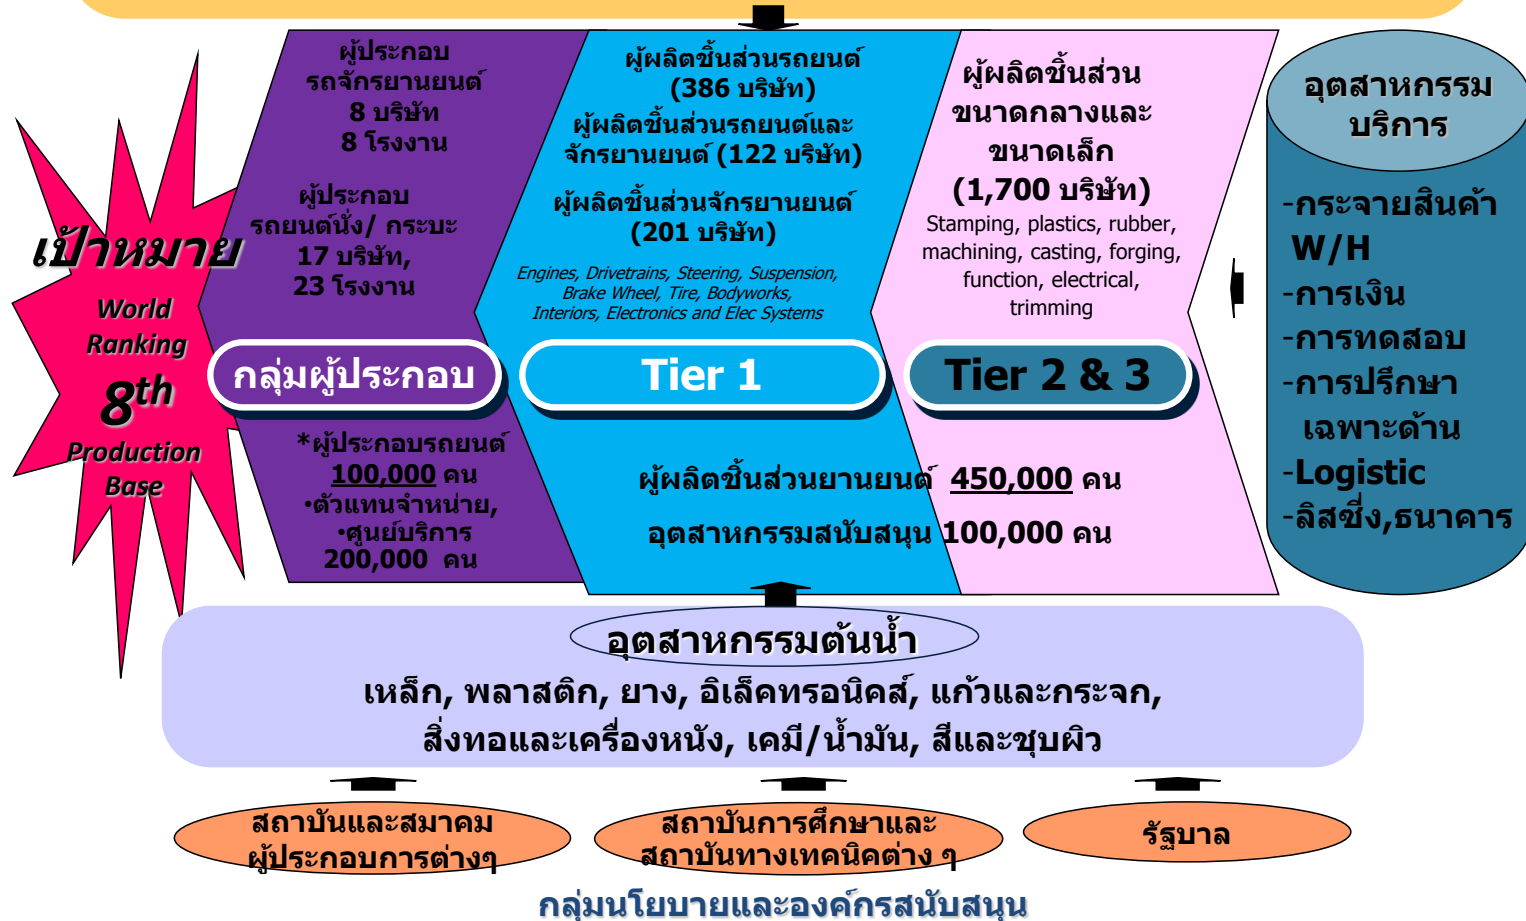 เป้าหมาย
World
Ranking
8th
Production
Base
ผู้ประกอบ
รถจักรยานยนต์
8 บริษัท
8 โรงงาน
ผู้ประกอบ
รถยนต์นั่ง/ กระบะ
17 บริษัท,
23 โรงงาน
กลุ่มผู้ประกอบ
*ผู้ประกอบรถยนต์
100,000 คน
•ตัวแทนจำหน่าย,
•ศูนย์บริการ
200,000 คน
ผู้ผลิตชิ้นส่วนรถยนต์
(386 บริษัท)
ผู้ผลิตชิ้นส่วนรถยนต์และ
จักรยานยนต์ (122 บริษัท)
ผู้ผลิตชิ้นส่วนจักรยานยนต์
(201 บริษัท)
Engines, Drivetrains, Steering, Suspension,
Brake Wheel, Tire, Bodyworks,
Interiors, Electronics and Elec Systems
Tier 1
ผู้ผลิตชิ้นส่วน
ขนาดกลางและ
ขนาดเล็ก
(1,700 บริษัท)
Stamping, plastics, rubber,
machining, casting, forging,
function, electrical,
trimming
Tier 2 & 3
ผู้ผลิตชิ้นส่วนยานยนต์ 450,000 คน
อุตสาหกรรมสนับสนุน 100,000 คน
อุตสาหกรรม
บริการ
-กระจายสินค้า
W/H
-การเงิน
-การทดสอบ
-การปรึกษา
เฉพาะด้าน
-Logistic
-ลิสซึ่ง,ธนาคาร
อุตสาหกรรมต้นน้ำ
เหล็ก, พลาสติก, ยาง, อิเล็คทรอนิคส์, แก้วและกระจก,
สิ่งทอและเครื่องหนัง, เคมี/น้ำมัน, สีและชุบผิว
สถาบันและสมาคม
ผู้ประกอบการต่างๆ
สถาบันการศึกษาและ
สถาบันทางเทคนิคต่าง ๆ
รัฐบาล
กลุ่มนโยบายและองค์กรสนับสนุน